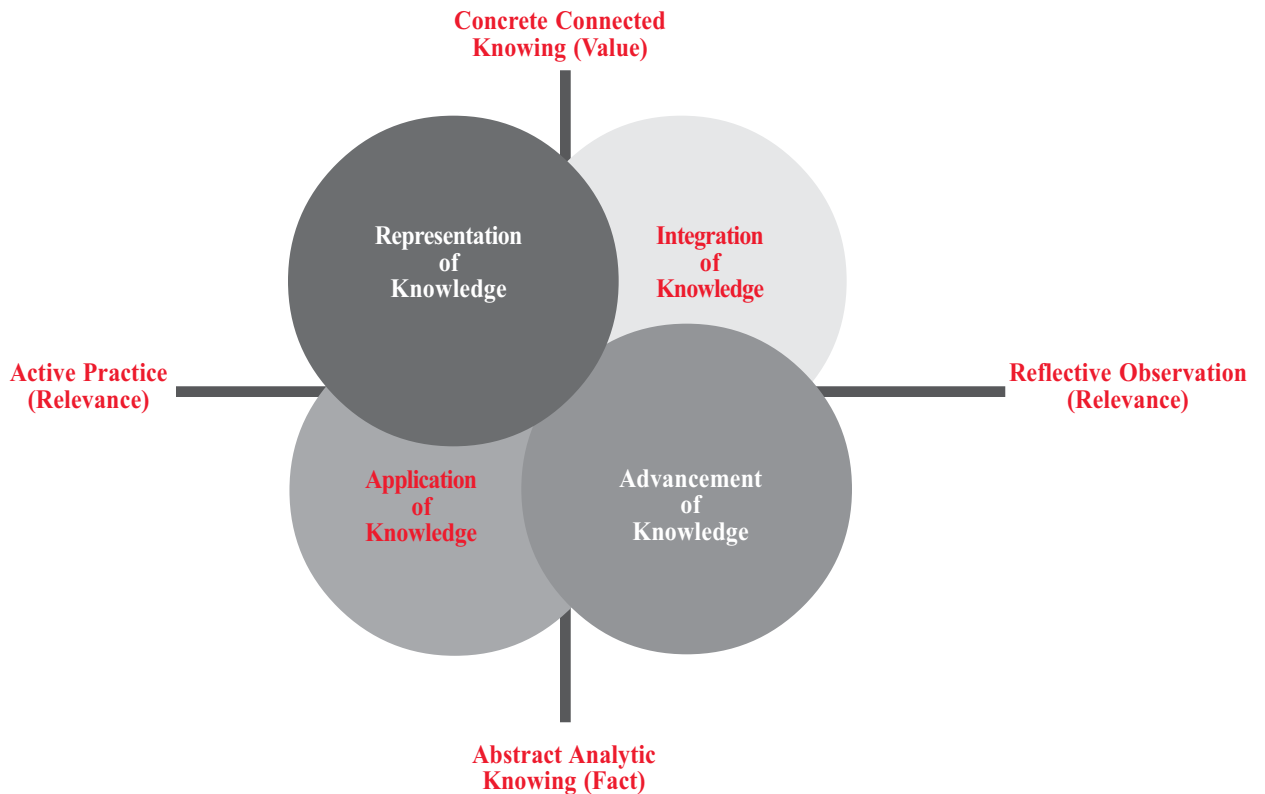 Concrete Connected
Knowing (Value)
Representation
of
Knowledge
Integration
of
Knowledge
Active Practice
(Relevance)
Reflective Observation
(Relevance)
Application
of
Knowledge
Advancement
of
Knowledge
Abstract Analytic
Knowing (Fact)